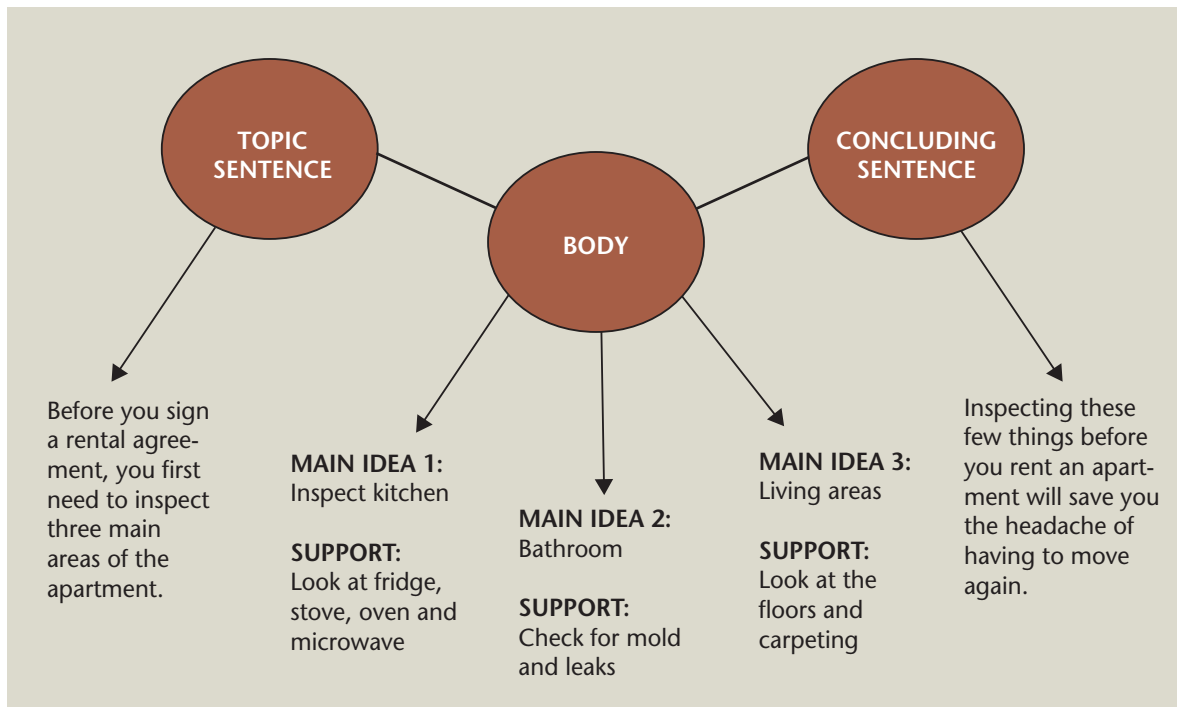 TOPIC
SENTENCE
BODY
CONCLUDING
SENTENCE
Before you sign
a rental agree-
ment, you first
need to inspect
three main
areas of the
apartment.
MAIN IDEA 1:
Inspect kitchen
SUPPORT:
Look at fridge,
stove, oven and
microwave
MAIN IDEA 2:
Bathroom
SUPPORT:
Check for mold
and leaks
MAIN IDEA 3:
Living areas
SUPPORT:
Look at the
floors and
carpeting
Inspecting these
few things before
you rent an apart-
ment will save you
the headache of
having to move
again.